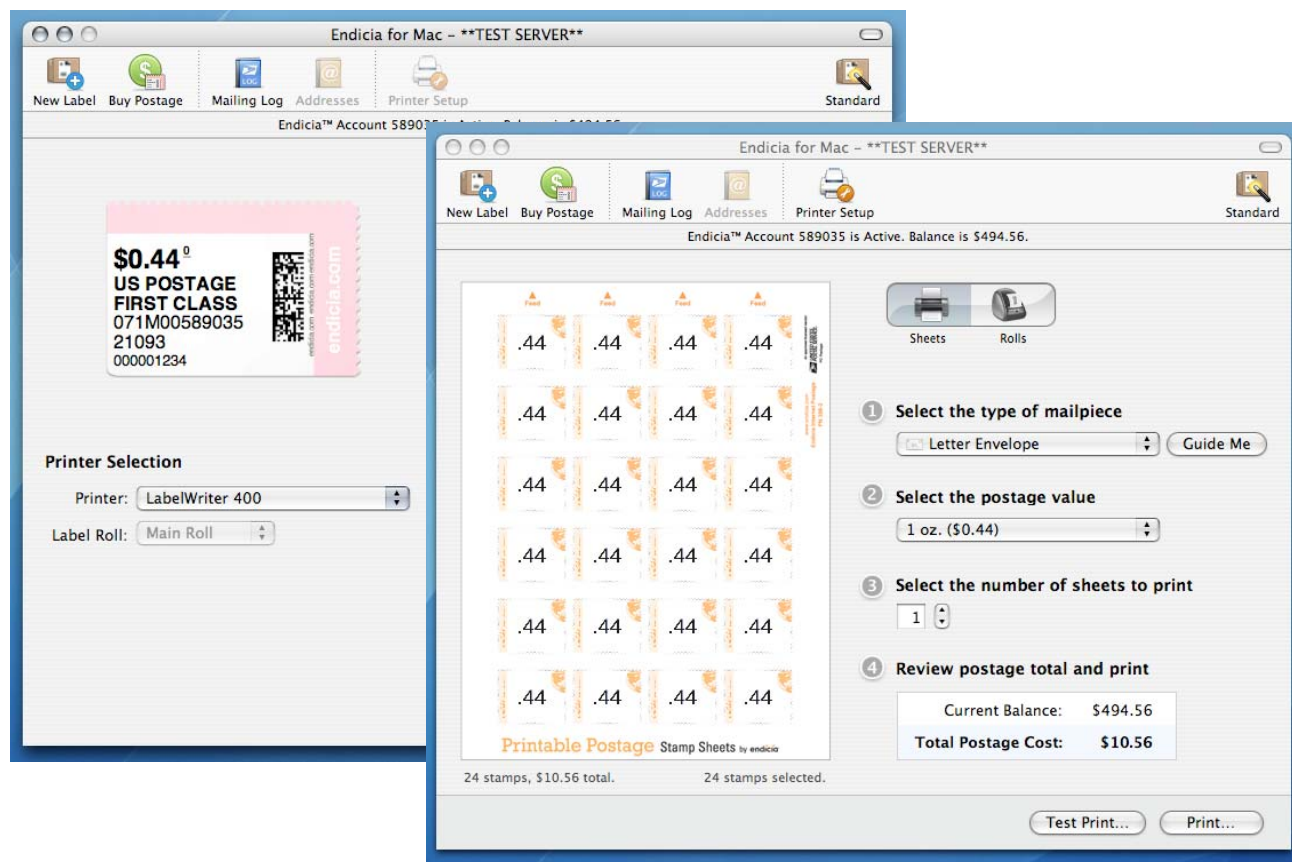 Endicia for Mac – **TEST SERVER**
New Label Buy Postage Mailing Log Addresses Printer Setup Standard
Endicia™ Account 58903
$0.44 0
US POSTAGE
FIRST CLASS
071M00589035
21093
000001234
endicia.com
Printer Selection
Printer: LabelWriter 400
Label Roll: Main Roll
Endicia for Mac – **TEST SERVER**
New Label Buy Postage Mailing Log Addresses Printer Setup Standard
Endicia™ Account 589035 is Active. Balance is $494.56.
Feed Feed Feed Feed
.44 .44 .44 .44
.44 .44 .44 .44
.44 .44 .44 .44
.44 .44 .44 .44
.44 .44 .44 .44
.44 .44 .44 .44
Printable Postage Stamp Sheets by endicia
24 stamps, $10.56 total. 24 stamps selected.
Sheets Rolls
1 Select the type of mailpiece
Letter Envelope Guide Me
2 Select the postage value
1 oz. ($0.44)
3 Select the number of sheets to print
1
4 Review postage total and print
Current Balance: $494.56
Total Postage Cost: $10.56
Test Print... Print...